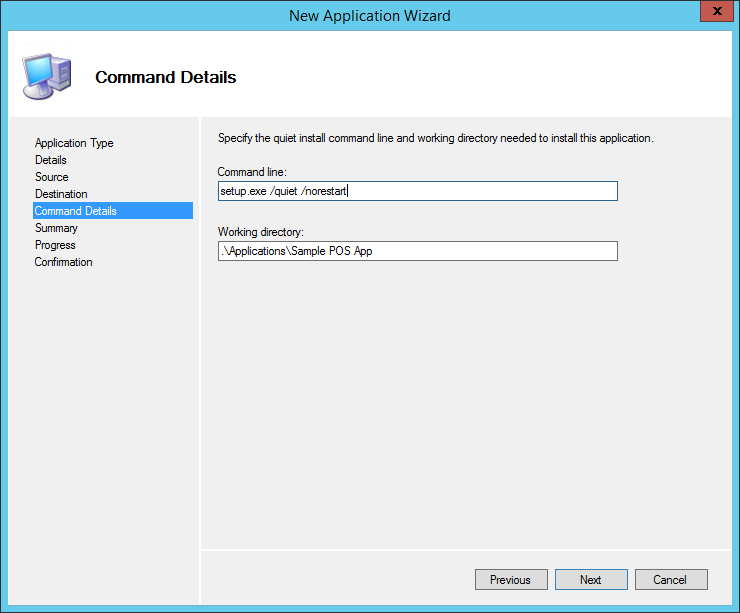 New Application Wizard
x
Command Details
Application Type
Details
Source
Destination
Command Details
Summary
Progress
Confirmation
Specify the quiet install command line and working directory needed to install this application.
Command line:
setup.exe /quiet /norestart
Working directory:
.\Applications\Sample POS App
Previous
Next
Cancel